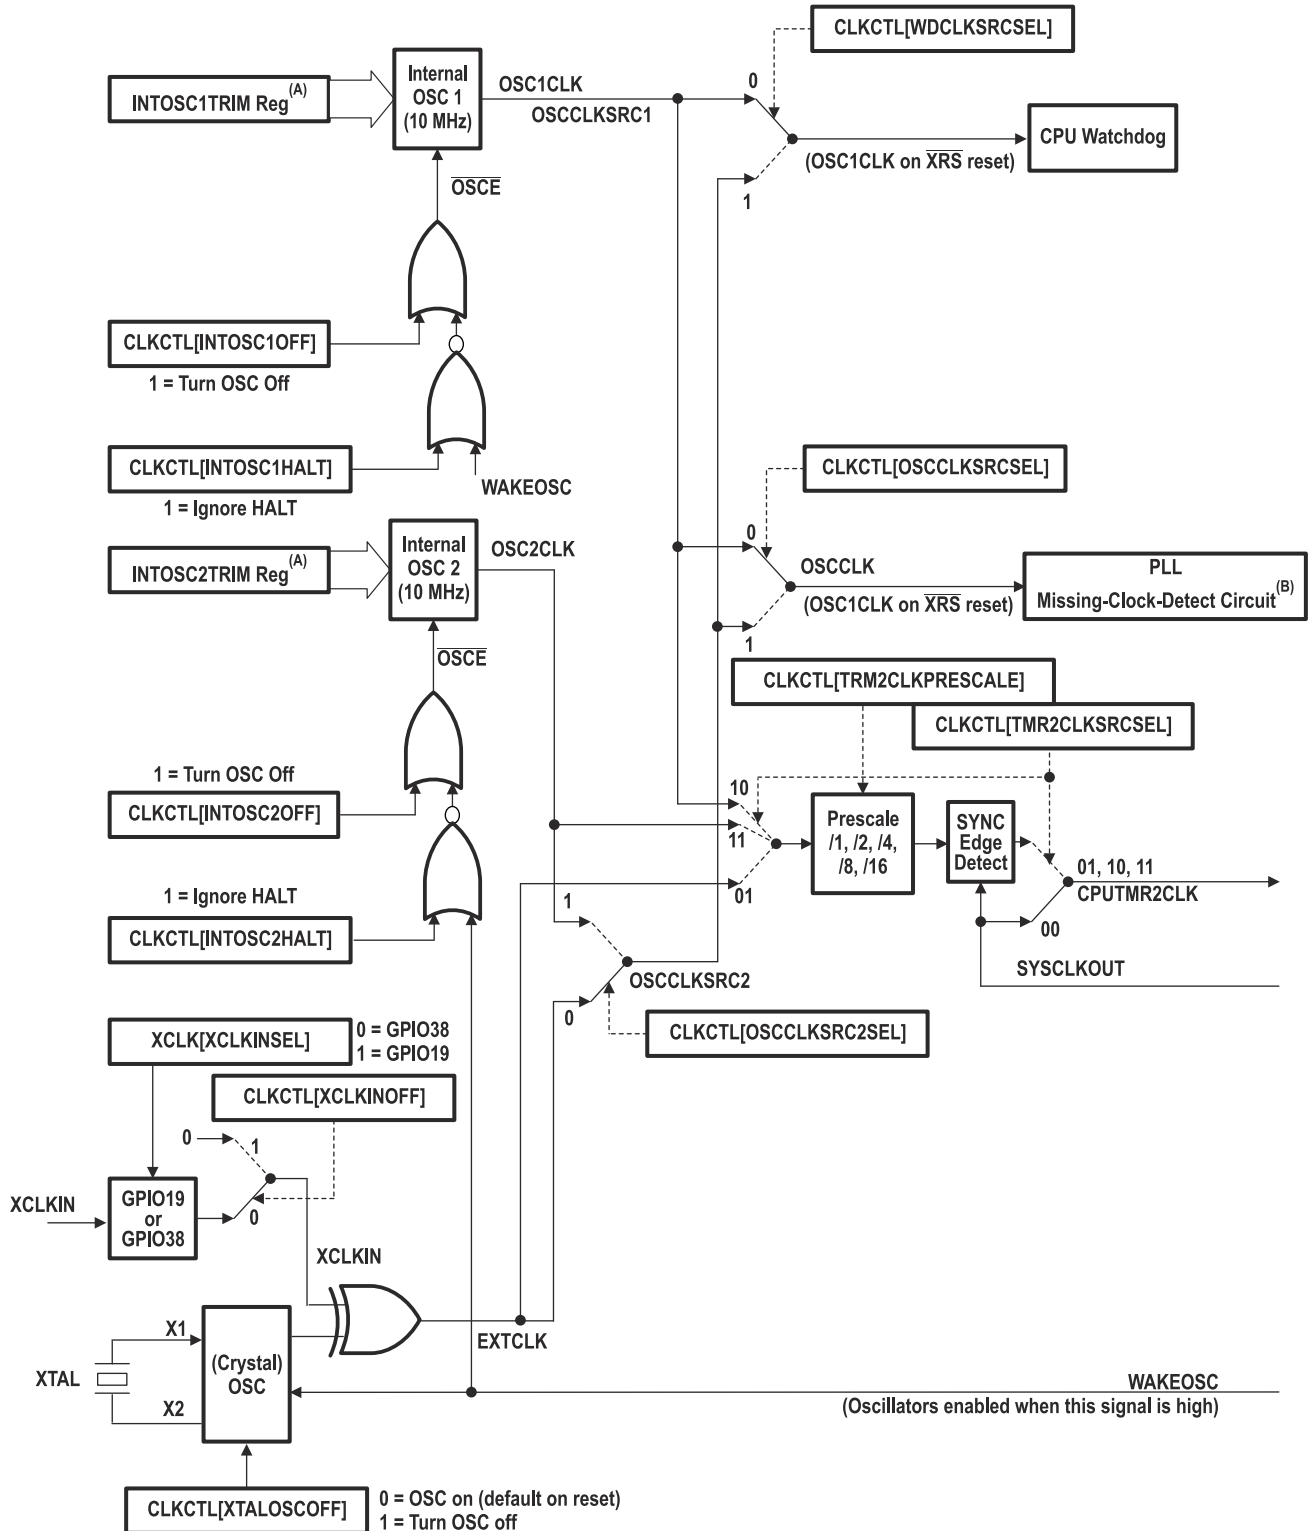 CLKCTL[WDCLKSRCSEL]
Internal
OSC 1
(10 MHz)
INTOSC1TRIM Reg(A)
OSC1CLK
OSCCLKSRC1
0
CPU Watchdog
(OSC1CLK on XRS reset)
1
OSCE
CLKCTL[INTOSC1OFF]
1 = Turn OSC Off
CLKCTL[INTOSC1HALT]
1 = Ignore HALT
WAKEOSC
CLKCTL[OSCCLKSRCSEL]
Internal
OSC 2
(10 MHz)
INTOSC2TRIM Reg(A)
OSC2CLK
0
OSCCLK
(OSC1CLK on XRS reset)
1
PLL
Missing-Clock-Detect Circuit(B)
OSCE
CLKCTL[TRM2CLKPRESCALE]
CLKCTL[TMR2CLKSRCSEL]
1 = Turn OSC Off
CLKCTL[INTOSC2OFF]
10
11
01
Prescale
/1, /2, /4,
/8, /16
SYNC
Edge
Detect
01, 10, 11
CPUTMR2CLK
00
SYSCLKOUT
1 = Ignore HALT
CLKCTL[INTOSC2HALT]
1
OSCCLKSRC2
0
CLKCTL[OSCCLKSRC2SEL]
XCLK[XCLKINSEL]
0 = GPIO38
1 = GPIO19
CLKCTL[XCLKINOFF]
0
1
0
XCLKIN
GPIO19
or
GPIO38
XCLKIN
EXTCLK
X1
XTAL
X2
(Crystal)
OSC
WAKEOSC
(Oscillators enabled when this signal is high)
CLKCTL[XTALOSCOFF]
0 = OSC on (default on reset)
1 = Turn OSC off